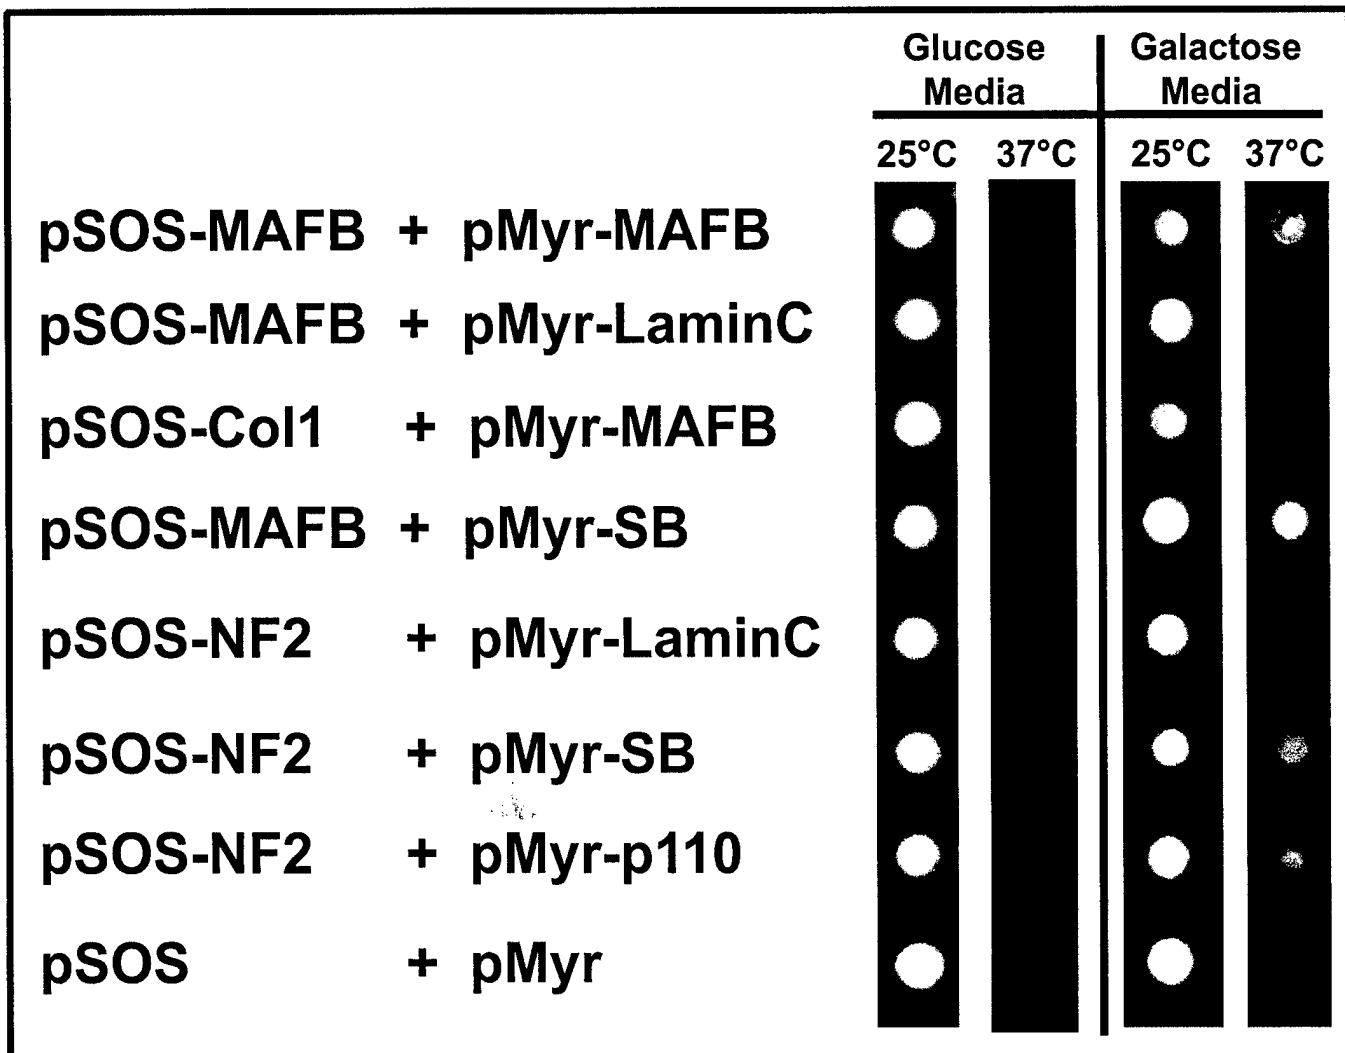 Glucose Media
Galactose Media
25°C 37°C 25°C 37°C
pSOS-MAFB + pMyr-MAFB
pSOS-MAFB + pMyr-LaminC
pSOS-Col1 + pMyr-MAFB
pSOS-MAFB + pMyr-SB
pSOS-NF2 + pMyr-LaminC
pSOS-NF2 + pMyr-SB
pSOS-NF2 + pMyr-p110
pSOS + pMyr